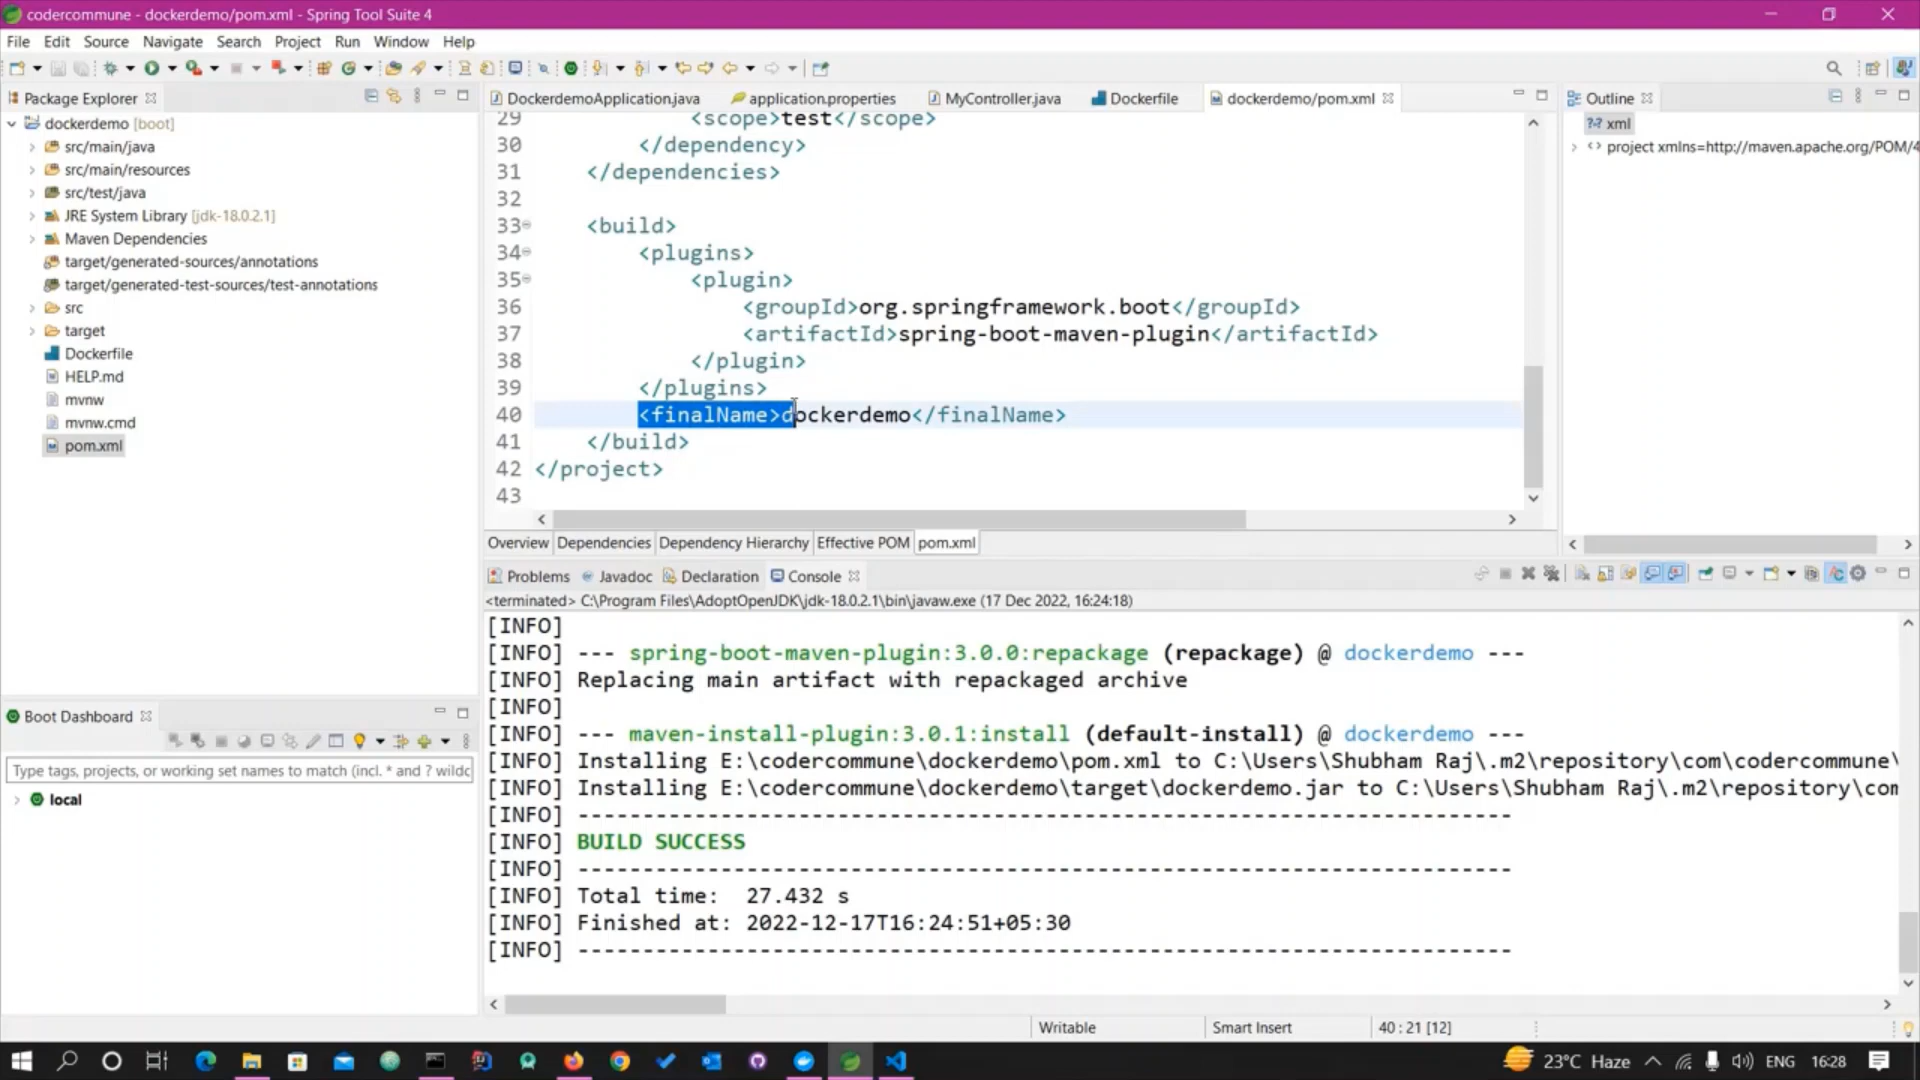 codercommune - dockerdemo/pom.xml - Spring Tool Suite 4
File Edit Source Navigate Search Project Run Window Help
Package Explorer
DockerdemoApplication.java application.properties MyController.java Dockerfile dockerdemo/pom.xml
Outline
dockerdemo [boot]
src/main/java
src/main/resources
src/test/java
JRE System Library [jdk-18.0.2.1]
Maven Dependencies
target/generated-sources/annotations
target/generated-test-sources/test-annotations
src
target
Dockerfile
HELP.md
mvnw
mvnw.cmd
pom.xml
29 <scope>test</scope>
30 </dependency>
31 </dependencies>
32
33 <build>
34 <plugins>
35 <plugin>
36 <groupId>org.springframework.boot</groupId>
37 <artifactId>spring-boot-maven-plugin</artifactId>
38 </plugin>
39 </plugins>
40 <finalName>dockerdemo</finalName>
41 </build>
42 </project>
43
Overview Dependencies Dependency Hierarchy Effective POM pom.xml
?-? xml
<> project xmlns=http://maven.apache.org/POM/4
Boot Dashboard
Type tags, projects, or working set names to match (incl. * and ? wildc
local
Problems Javadoc Declaration Console
<terminated> C:\Program Files\AdoptOpenJDK\jdk-18.0.2.1\bin\javaw.exe (17 Dec 2022, 16:24:18)
[INFO]
[INFO] --- spring-boot-maven-plugin:3.0.0:repackage (repackage) @ dockerdemo ---
[INFO] Replacing main artifact with repackaged archive
[INFO]
[INFO] --- maven-install-plugin:3.0.1:install (default-install) @ dockerdemo ---
[INFO] Installing E:\codercommune\dockerdemo\pom.xml to C:\Users\Shubham Raj\.m2\repository\com\codercommune\
[INFO] Installing E:\codercommune\dockerdemo\target\dockerdemo.jar to C:\Users\Shubham Raj\.m2\repository\com
[INFO] ------------------------------------------------------------------------
[INFO] BUILD SUCCESS
[INFO] ------------------------------------------------------------------------
[INFO] Total time: 27.432 s
[INFO] Finished at: 2022-12-17T16:24:51+05:30
[INFO] ------------------------------------------------------------------------
Writable Smart Insert 40 : 21 [12]
23°C Haze ENG 16:28